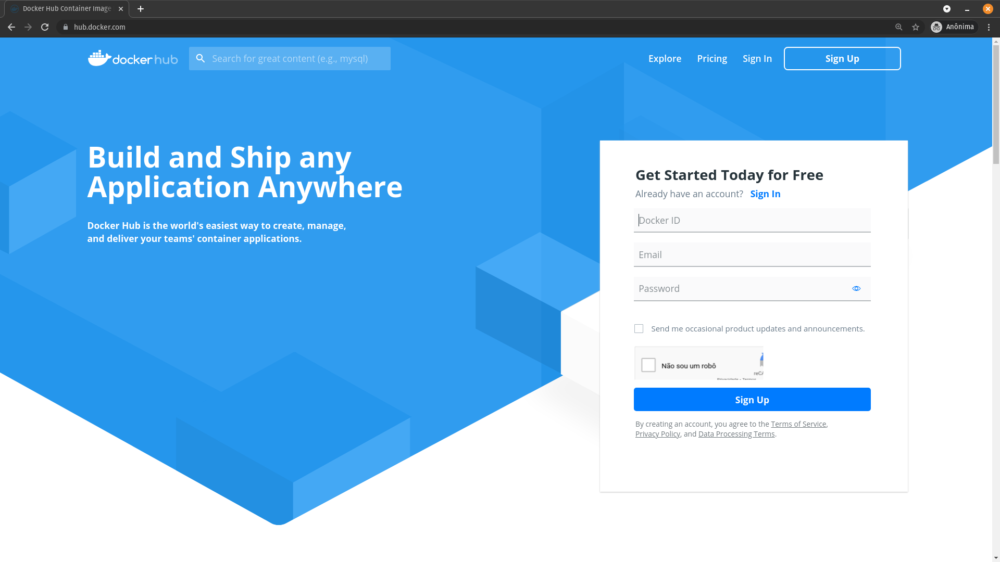 Docker Hub Container Image
hub.docker.com
Anônima
docker hub
Search for great content (e.g., mysql)
Explore
Pricing
Sign In
Sign Up
Build and Ship any
Application Anywhere
Docker Hub is the world's easiest way to create, manage,
and deliver your teams' container applications.
Get Started Today for Free
Already have an account? Sign In
Docker ID
Email
Password
Send me occasional product updates and announcements.
Não sou um robô
reCA
Privacidade - Termos
Sign Up
By creating an account, you agree to the Terms of Service,
Privacy Policy, and Data Processing Terms.